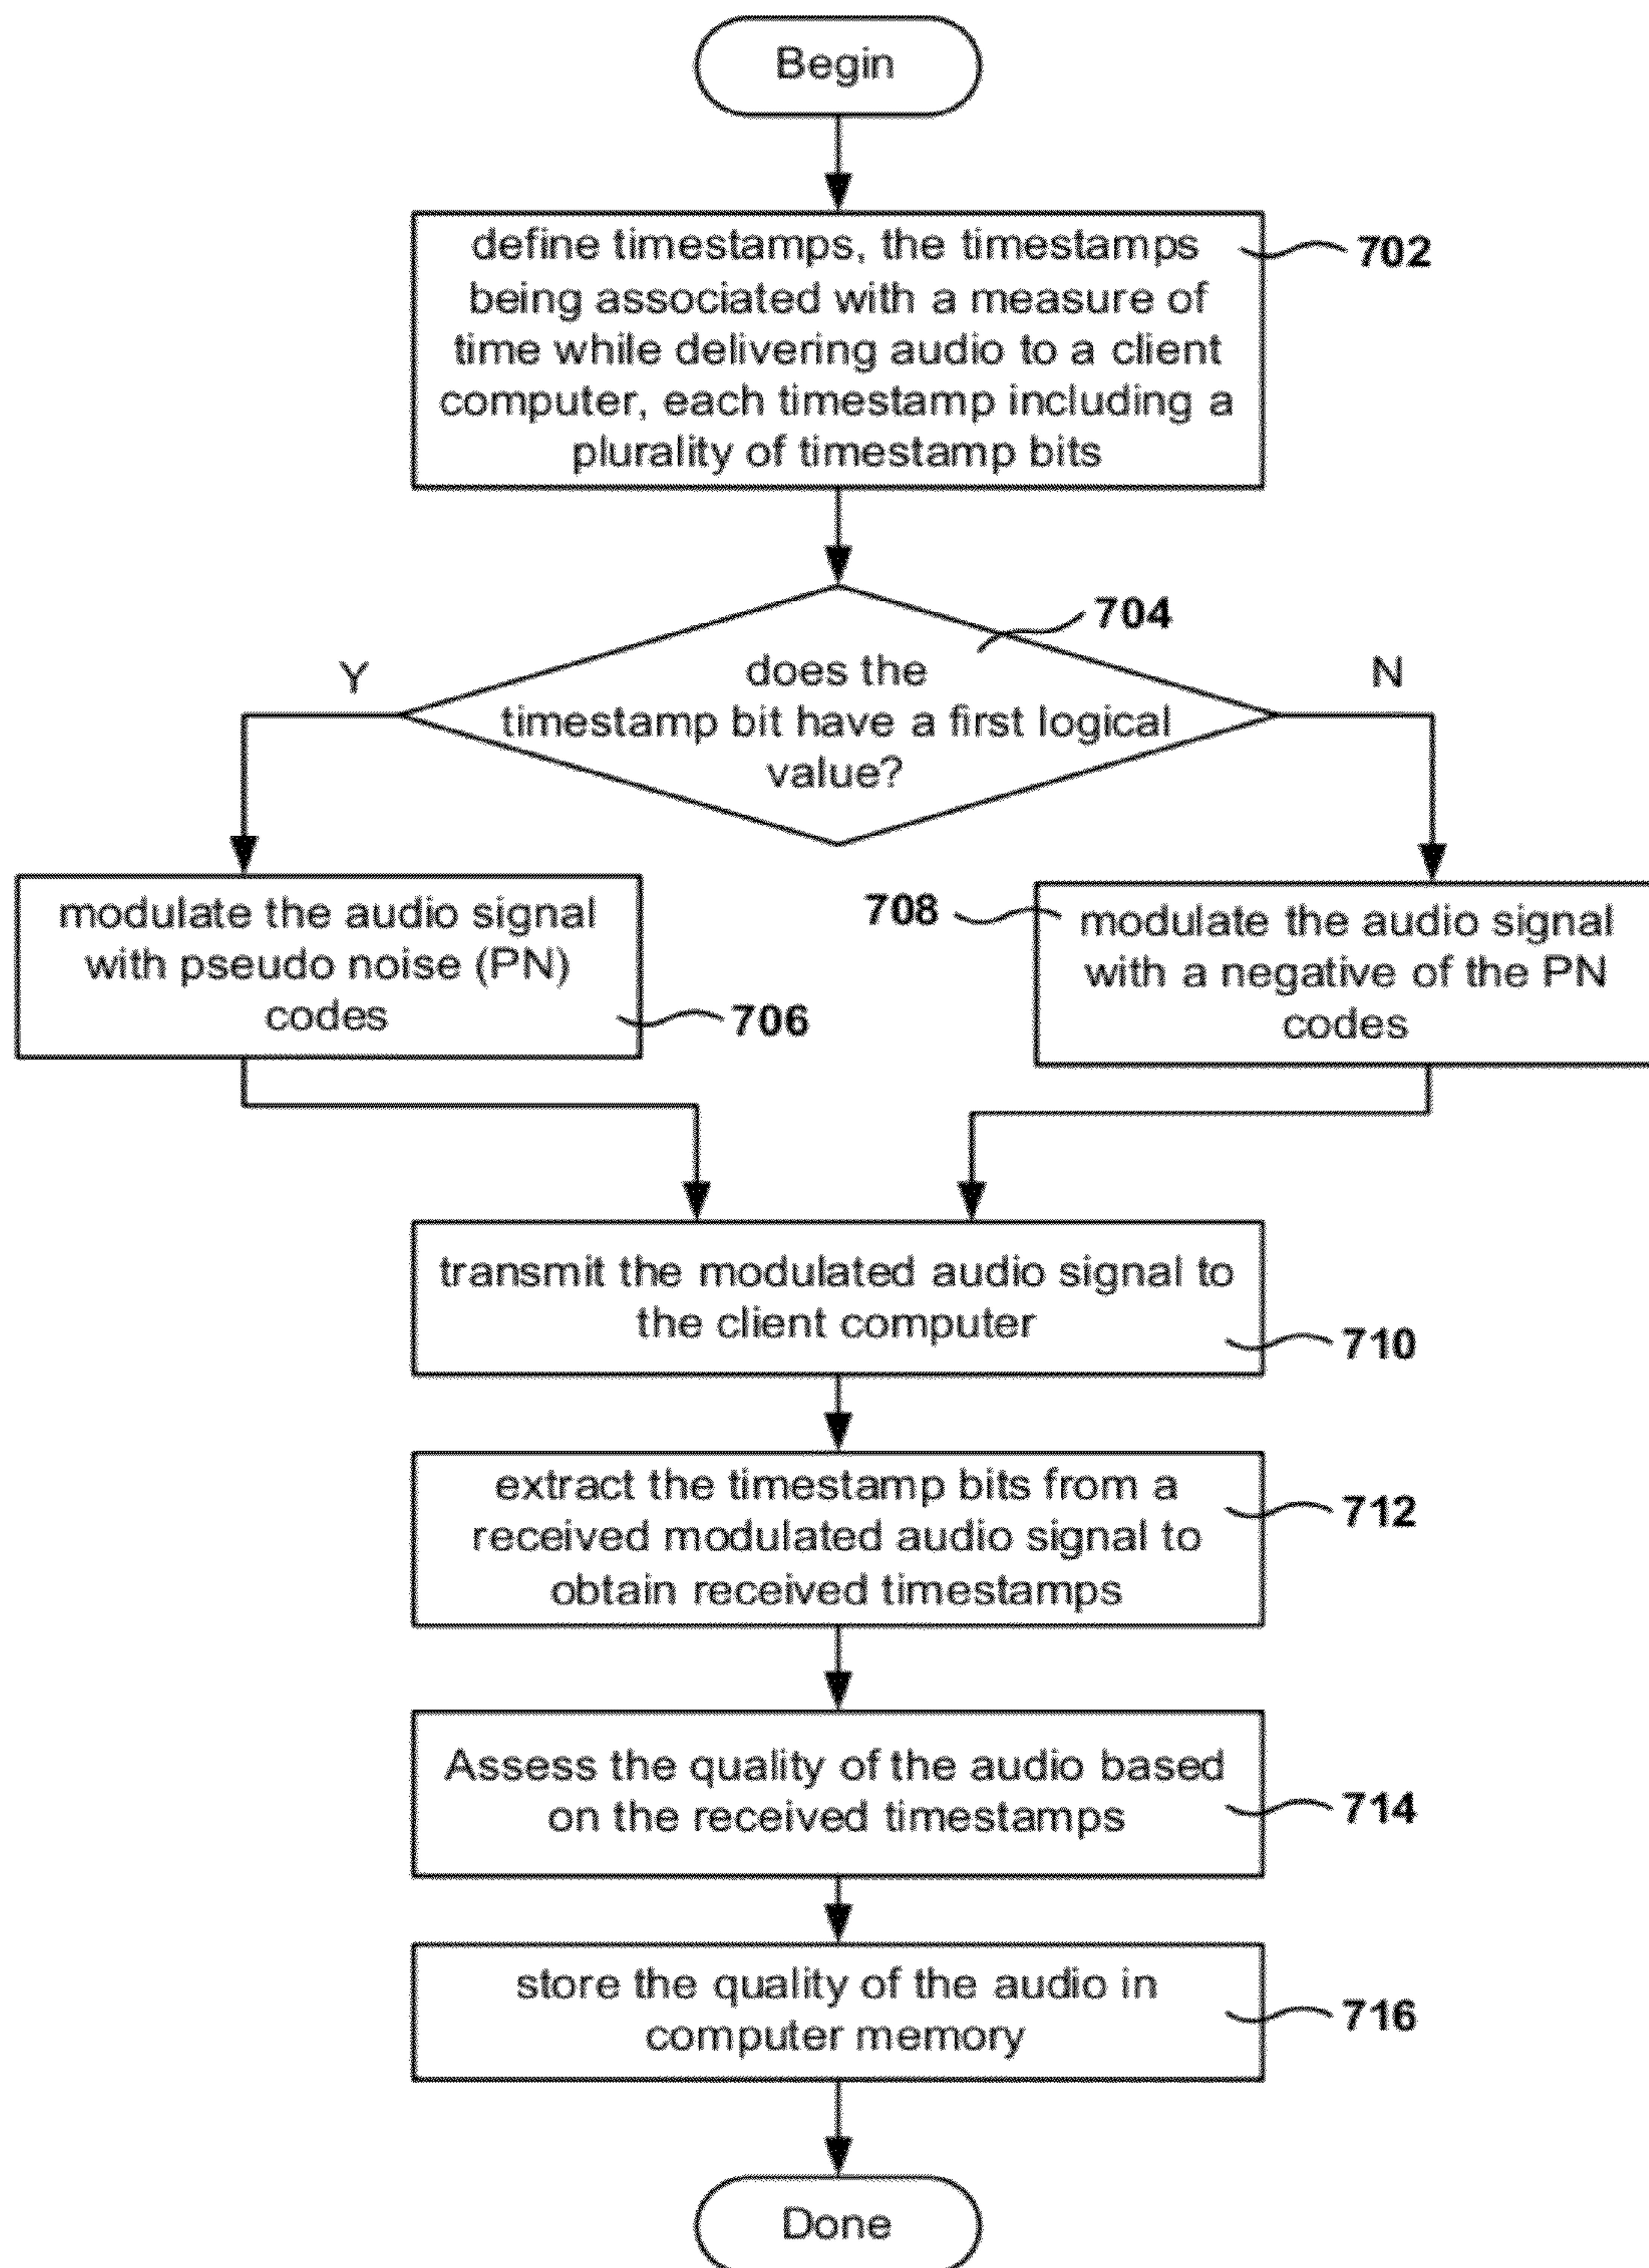 Begin
define timestamps, the timestamps
being associated with a measure of
time while delivering audio to a client
computer, each timestamp including a
plurality of timestamp bits
702
704
does the
timestamp bit have a first logical
value?
Y
N
modulate the audio signal
with pseudo noise (PN)
codes
706
708
modulate the audio signal
with a negative of the PN
codes
transmit the modulated audio signal to
the client computer
710
extract the timestamp bits from a
received modulated audio signal to
obtain received timestamps
712
Assess the quality of the audio based
on the received timestamps
714
store the quality of the audio in
computer memory
716
Done